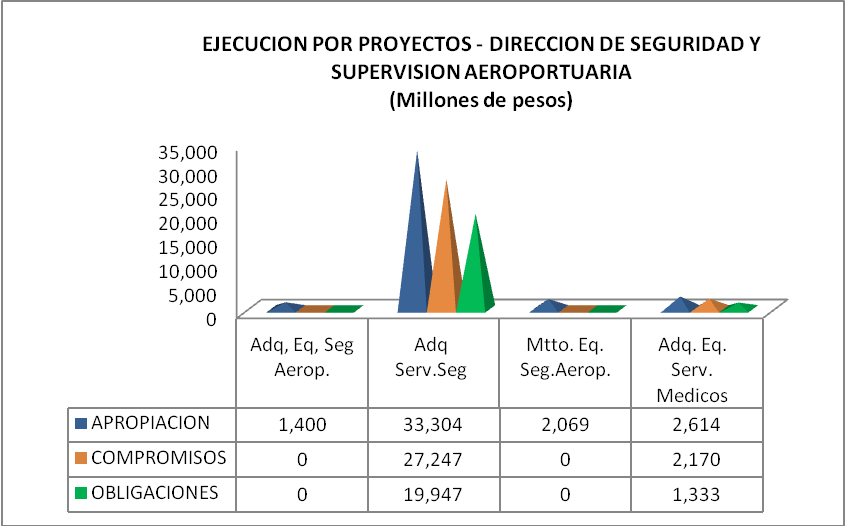 EJECUCION POR PROYECTOS - DIRECCION DE SEGURIDAD Y
SUPERVISION AEROPORTUARIA
(Millones de pesos)
35,000
30,000
25,000
20,000
15,000
10,000
5,000
0
Adq, Eq, Seg Aerop.
Adq Serv.Seg
Mtto. Eq. Seg.Aerop.
Adq. Eq. Serv. Medicos
APROPIACION 1,400 33,304 2,069 2,614
COMPROMISOS 0 27,247 0 2,170
OBLIGACIONES 0 19,947 0 1,333